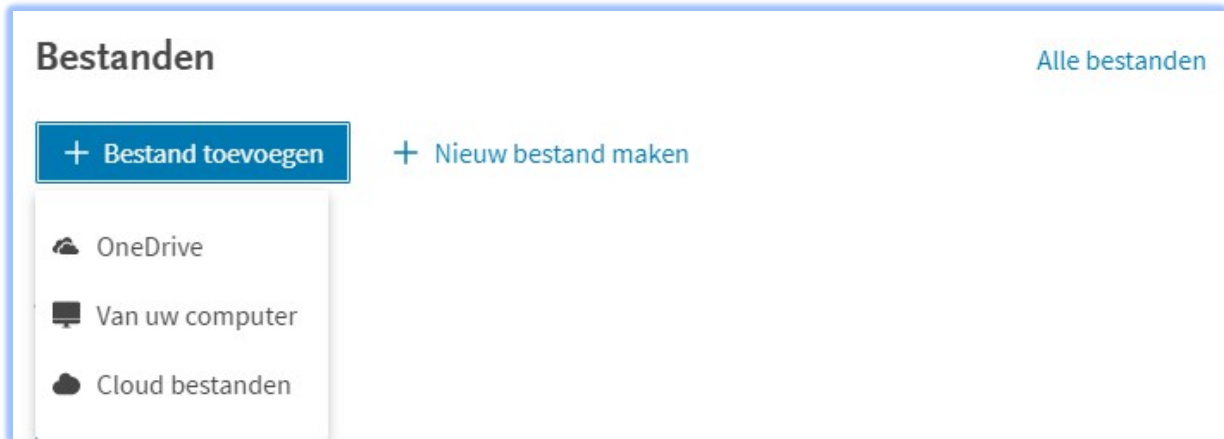 Bestanden
Alle bestanden
+ Bestand toevoegen
+ Nieuw bestand maken
OneDrive
Van uw computer
Cloud bestanden